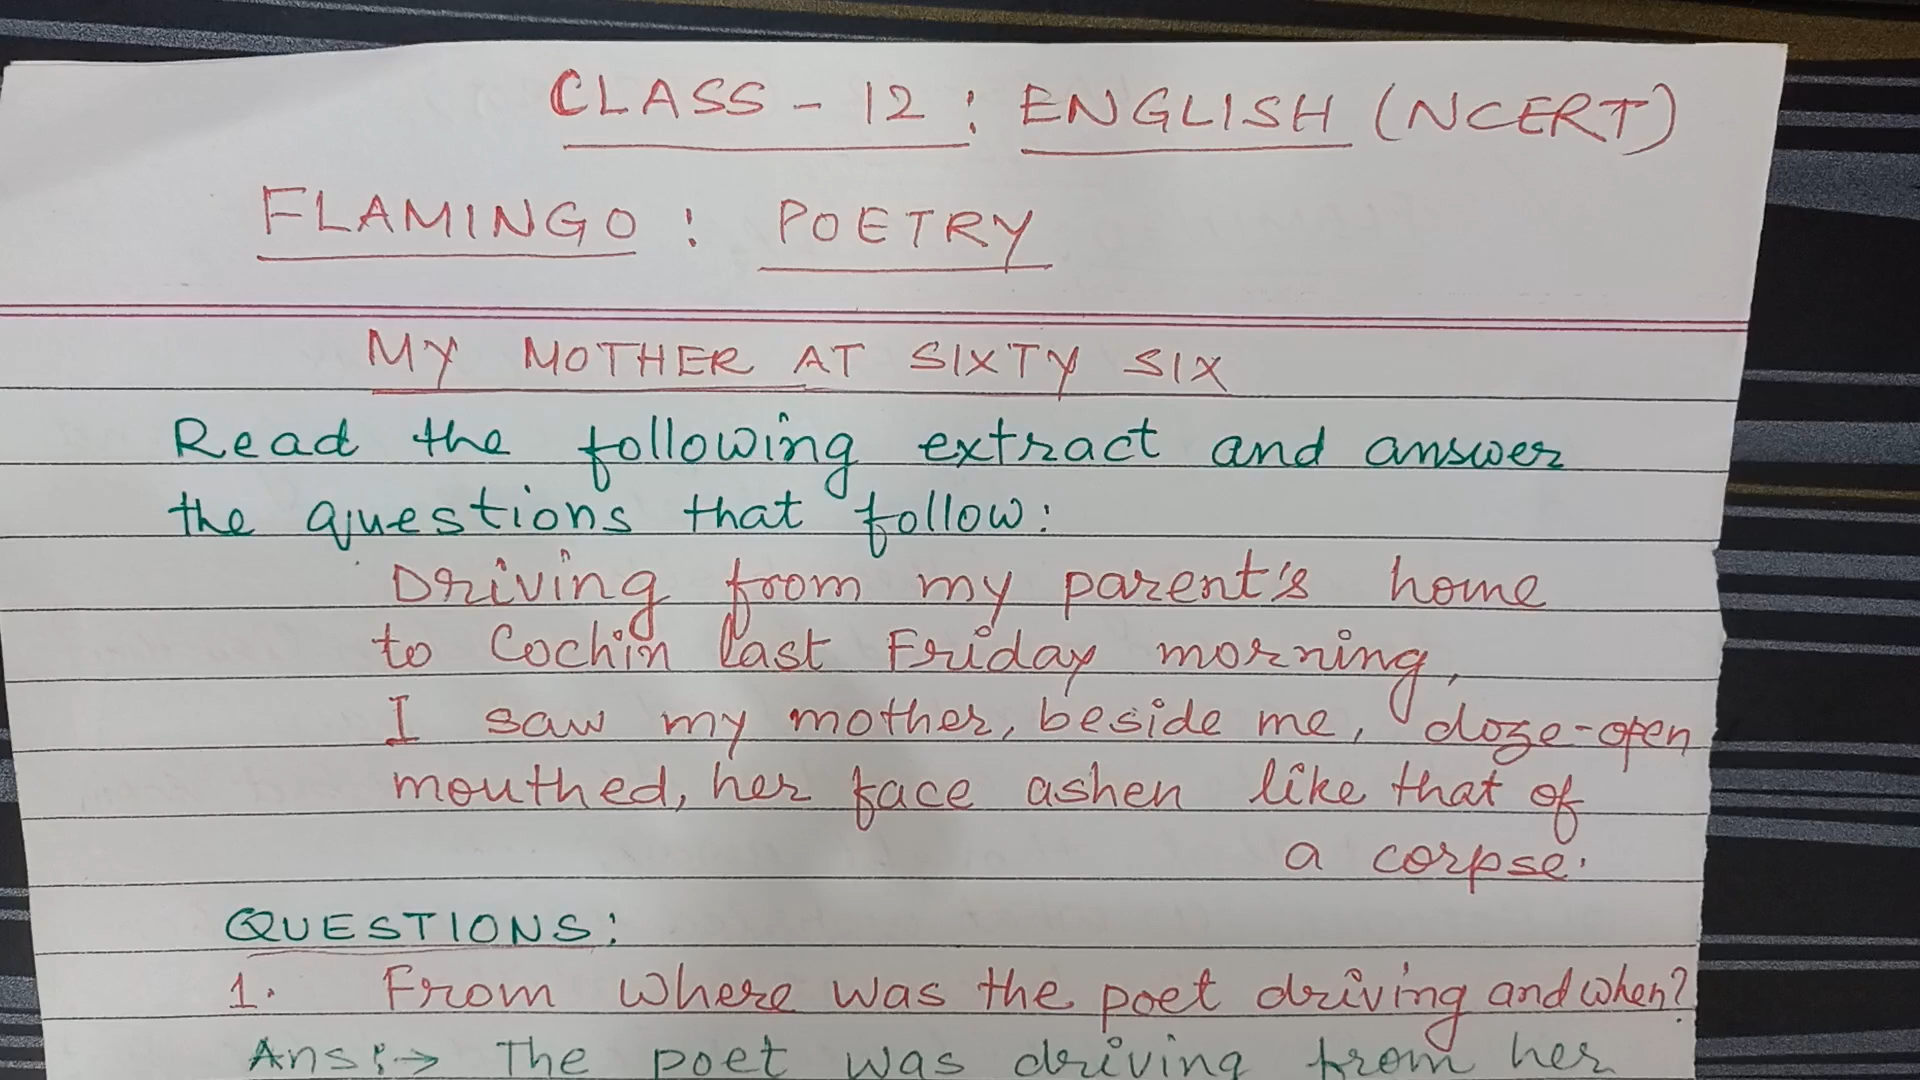 CLASS - 12 : ENGLISH (NCERT)
FLAMINGO : POETRY
MY MOTHER AT SIXTY SIX
Read the following extract and answer
the questions that follow:
Driving from my parent's home
to Cochin last Friday morning,
I saw my mother, beside me, doze-open
mouthed, her face ashen like that of
a corpse.
QUESTIONS:
1. From where was the poet driving and when?
Ans:→ The poet was driving from her